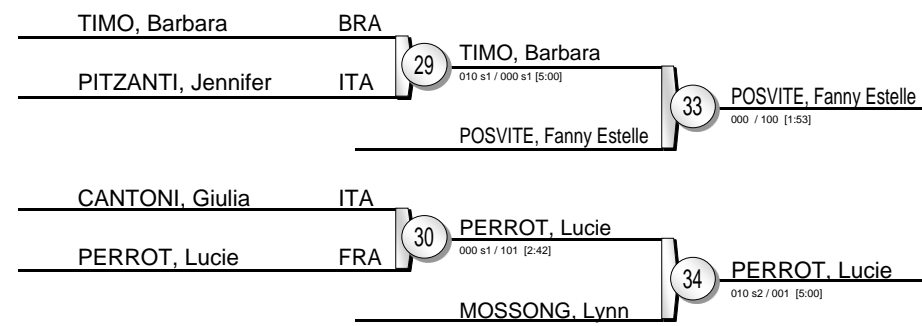 TIMO, Barbara BRA
29
TIMO, Barbara
010 s1 / 000 s1 [5:00]
PITZANTI, Jennifer ITA
33
POSVITE, Fanny Estelle
000 / 100 [1:53]
POSVITE, Fanny Estelle
CANTONI, Giulia ITA
30
PERROT, Lucie
000 s1 / 101 [2:42]
PERROT, Lucie FRA
34
PERROT, Lucie
010 s2 / 001 [5:00]
MOSSONG, Lynn